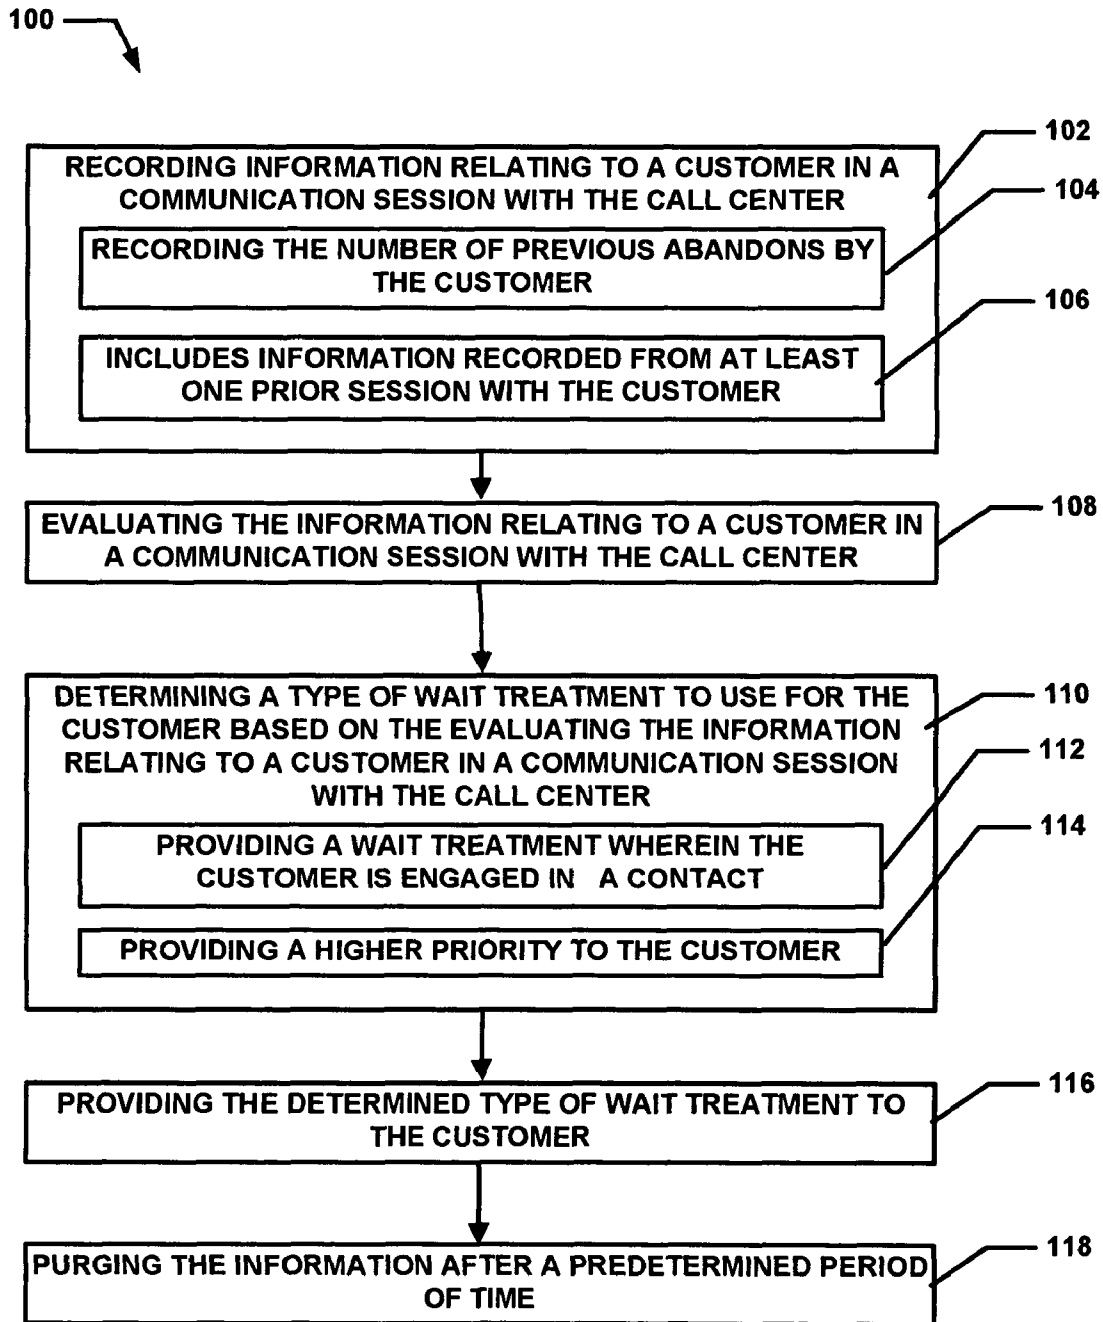 100
102
RECORDING INFORMATION RELATING TO A CUSTOMER IN A
COMMUNICATION SESSION WITH THE CALL CENTER
104
RECORDING THE NUMBER OF PREVIOUS ABANDONS BY
THE CUSTOMER
106
INCLUDES INFORMATION RECORDED FROM AT LEAST
ONE PRIOR SESSION WITH THE CUSTOMER
108
EVALUATING THE INFORMATION RELATING TO A CUSTOMER IN
A COMMUNICATION SESSION WITH THE CALL CENTER
110
DETERMINING A TYPE OF WAIT TREATMENT TO USE FOR THE
CUSTOMER BASED ON THE EVALUATING THE INFORMATION
RELATING TO A CUSTOMER IN A COMMUNICATION SESSION
WITH THE CALL CENTER
112
PROVIDING A WAIT TREATMENT WHEREIN THE
CUSTOMER IS ENGAGED IN A CONTACT
114
PROVIDING A HIGHER PRIORITY TO THE CUSTOMER
116
PROVIDING THE DETERMINED TYPE OF WAIT TREATMENT TO
THE CUSTOMER
118
PURGING THE INFORMATION AFTER A PREDETERMINED PERIOD
OF TIME